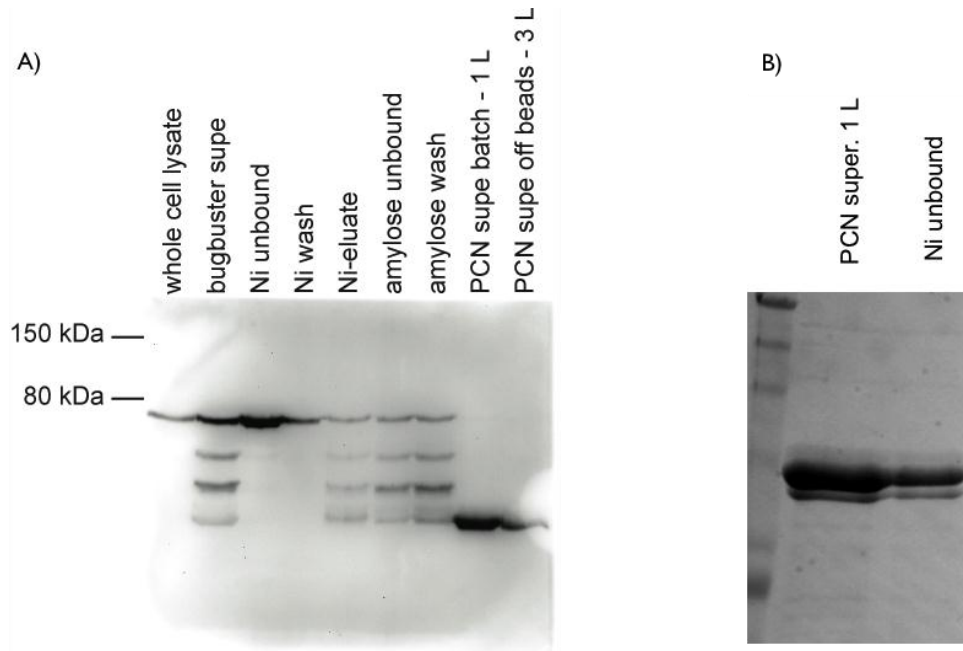 A)
whole cell lysate
bugbuster supe
Ni unbound
Ni wash
Ni-eluate
amylose unbound
amylose wash
PCN supe batch - 1 L
PCN supe off beads - 3 L
150 kDa
80 kDa
B)
PCN super. 1 L
Ni unbound